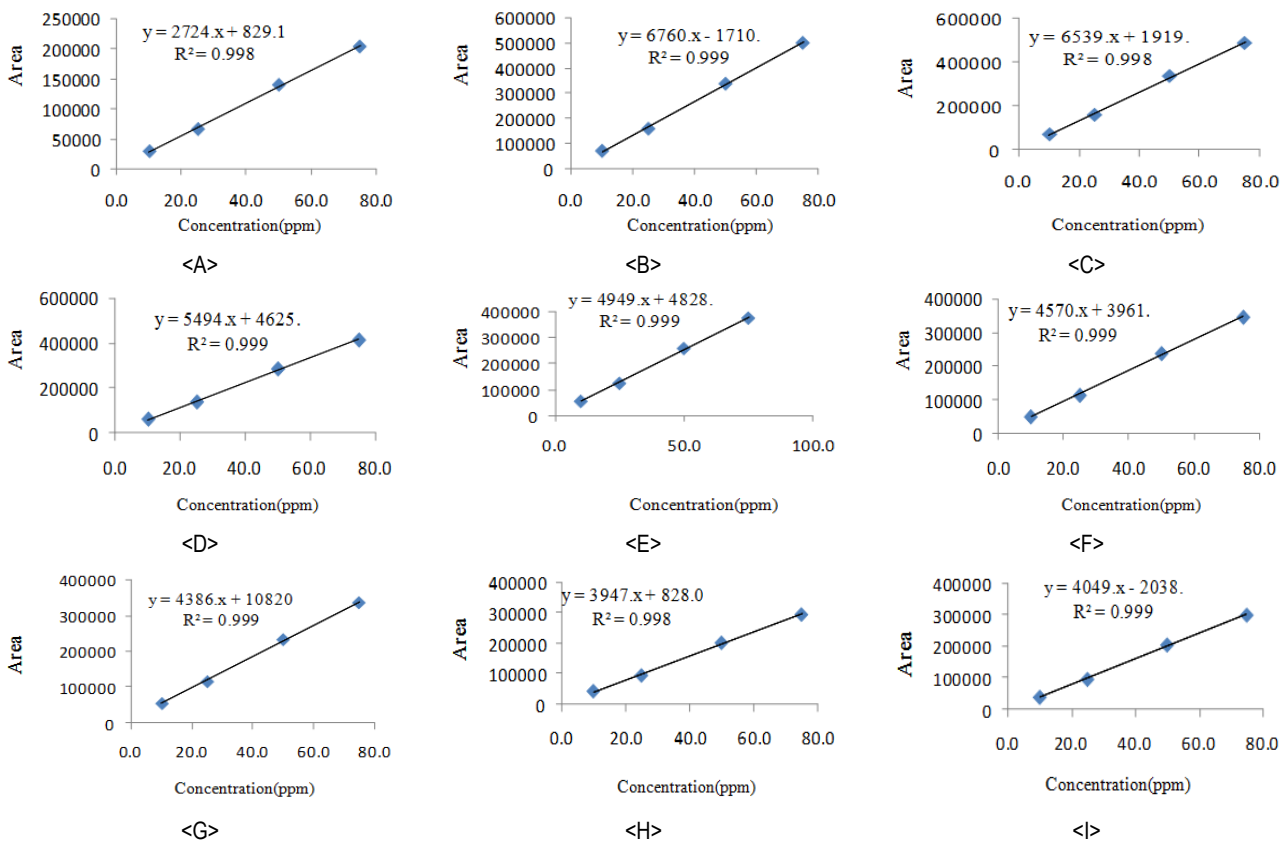 250000
200000
150000
100000
50000
0
Area
y = 2724.x + 829.1
R² = 0.998
0.0 20.0 40.0 60.0 80.0
Concentration(ppm)
<A>
600000
500000
400000
300000
200000
100000
0
Area
y = 6760.x - 1710.
R² = 0.999
0.0 20.0 40.0 60.0 80.0
Concentration(ppm)
<B>
600000
400000
200000
0
Area
y = 6539.x + 1919.
R² = 0.998
0.0 20.0 40.0 60.0 80.0
Concentration(ppm)
<C>
600000
400000
200000
0
Area
y = 5494.x + 4625.
R² = 0.999
0.0 20.0 40.0 60.0 80.0
Concentration(ppm)
<D>
400000
300000
200000
100000
0
Area
y = 4949.x + 4828.
R² = 0.999
0.0 50.0 100.0
Concentration(ppm)
<E>
400000
300000
200000
100000
0
Area
y = 4570.x + 3961.
R² = 0.999
0.0 20.0 40.0 60.0 80.0
Concentration(ppm)
<F>
400000
300000
200000
100000
0
Area
y = 4386.x + 10820
R² = 0.999
0.0 20.0 40.0 60.0 80.0
Concentration(ppm)
<G>
400000
300000
200000
100000
0
Area
y = 3947.x + 828.0
R² = 0.998
0.0 20.0 40.0 60.0 80.0
Concentration(ppm)
<H>
400000
300000
200000
100000
0
Area
y = 4049.x - 2038.
R² = 0.999
0.0 20.0 40.0 60.0 80.0
Concentration(ppm)
<I>